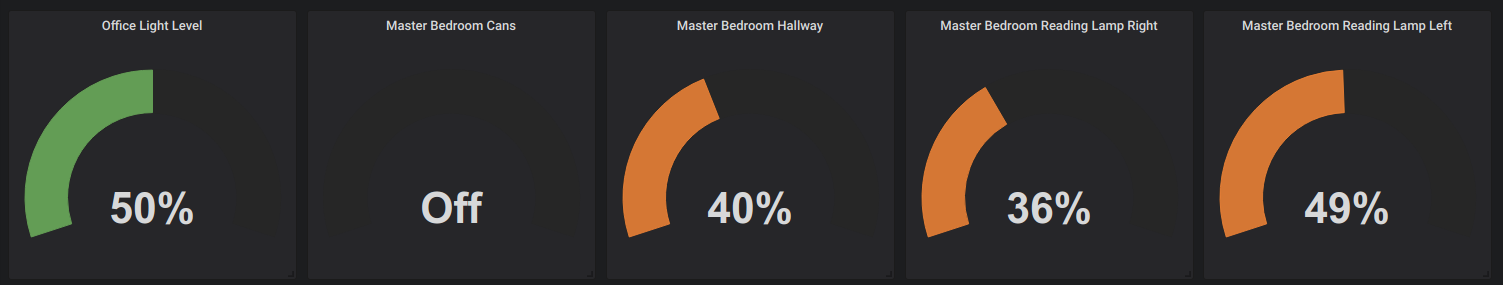 Office Light Level
Master Bedroom Cans
Master Bedroom Hallway
Master Bedroom Reading Lamp Right
Master Bedroom Reading Lamp Left
50%
Off
40%
36%
49%